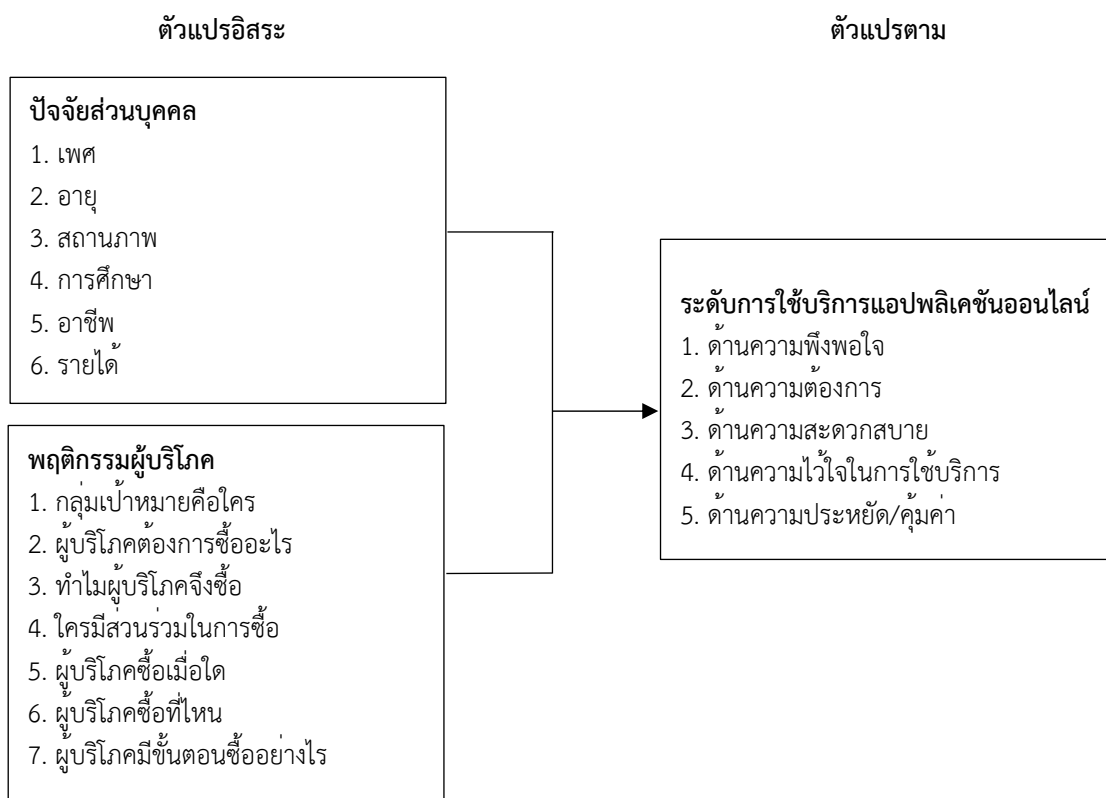 ตัวแปรอิสระ
ตัวแปรตาม
ปัจจัยส่วนบุคคล
1. เพศ
2. อายุ
3. สถานภาพ
4. การศึกษา
5. อาชีพ
6. รายได้
พฤติกรรมผู้บริโภค
1. กลุ่มเป้าหมายคือใคร
2. ผู้บริโภคต้องการซื้ออะไร
3. ทำไมผู้บริโภคจึงซื้อ
4. ใครมีส่วนร่วมในการซื้อ
5. ผู้บริโภคซื้อเมื่อใด
6. ผู้บริโภคซื้อที่ไหน
7. ผู้บริโภคมีขั้นตอนซื้ออย่างไร
ระดับการใช้บริการแอปพลิเคชันออนไลน์
1. ด้านความพึงพอใจ
2. ด้านความต้องการ
3. ด้านความสะดวกสบาย
4. ด้านความไว้ใจในการใช้บริการ
5. ด้านความประหยัด/คุ้มค่า